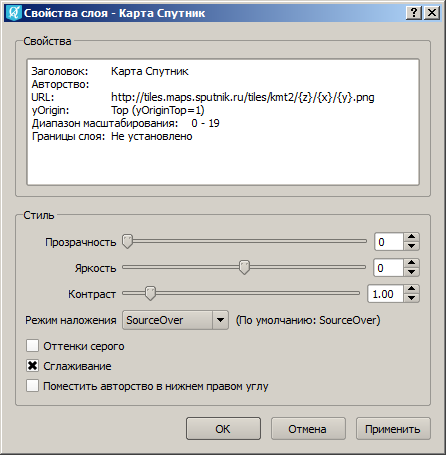 Свойства слоя - Карта Спутник
Свойства
Заголовок: Карта Спутник
Авторство:
URL: http://tiles.maps.sputnik.ru/tiles/kmt2/{z}/{x}/{y}.png
yOrigin: Top (yOriginTop=1)
Диапазон масштабирования: 0 - 19
Границы слоя: Не установлено
Стиль
Прозрачность 0
Яркость 0
Контраст 1.00
Режим наложения SourceOver (По умолчанию: SourceOver)
Оттенки серого
Сглаживание
Поместить авторство в нижнем правом углу
OK Отмена Применить